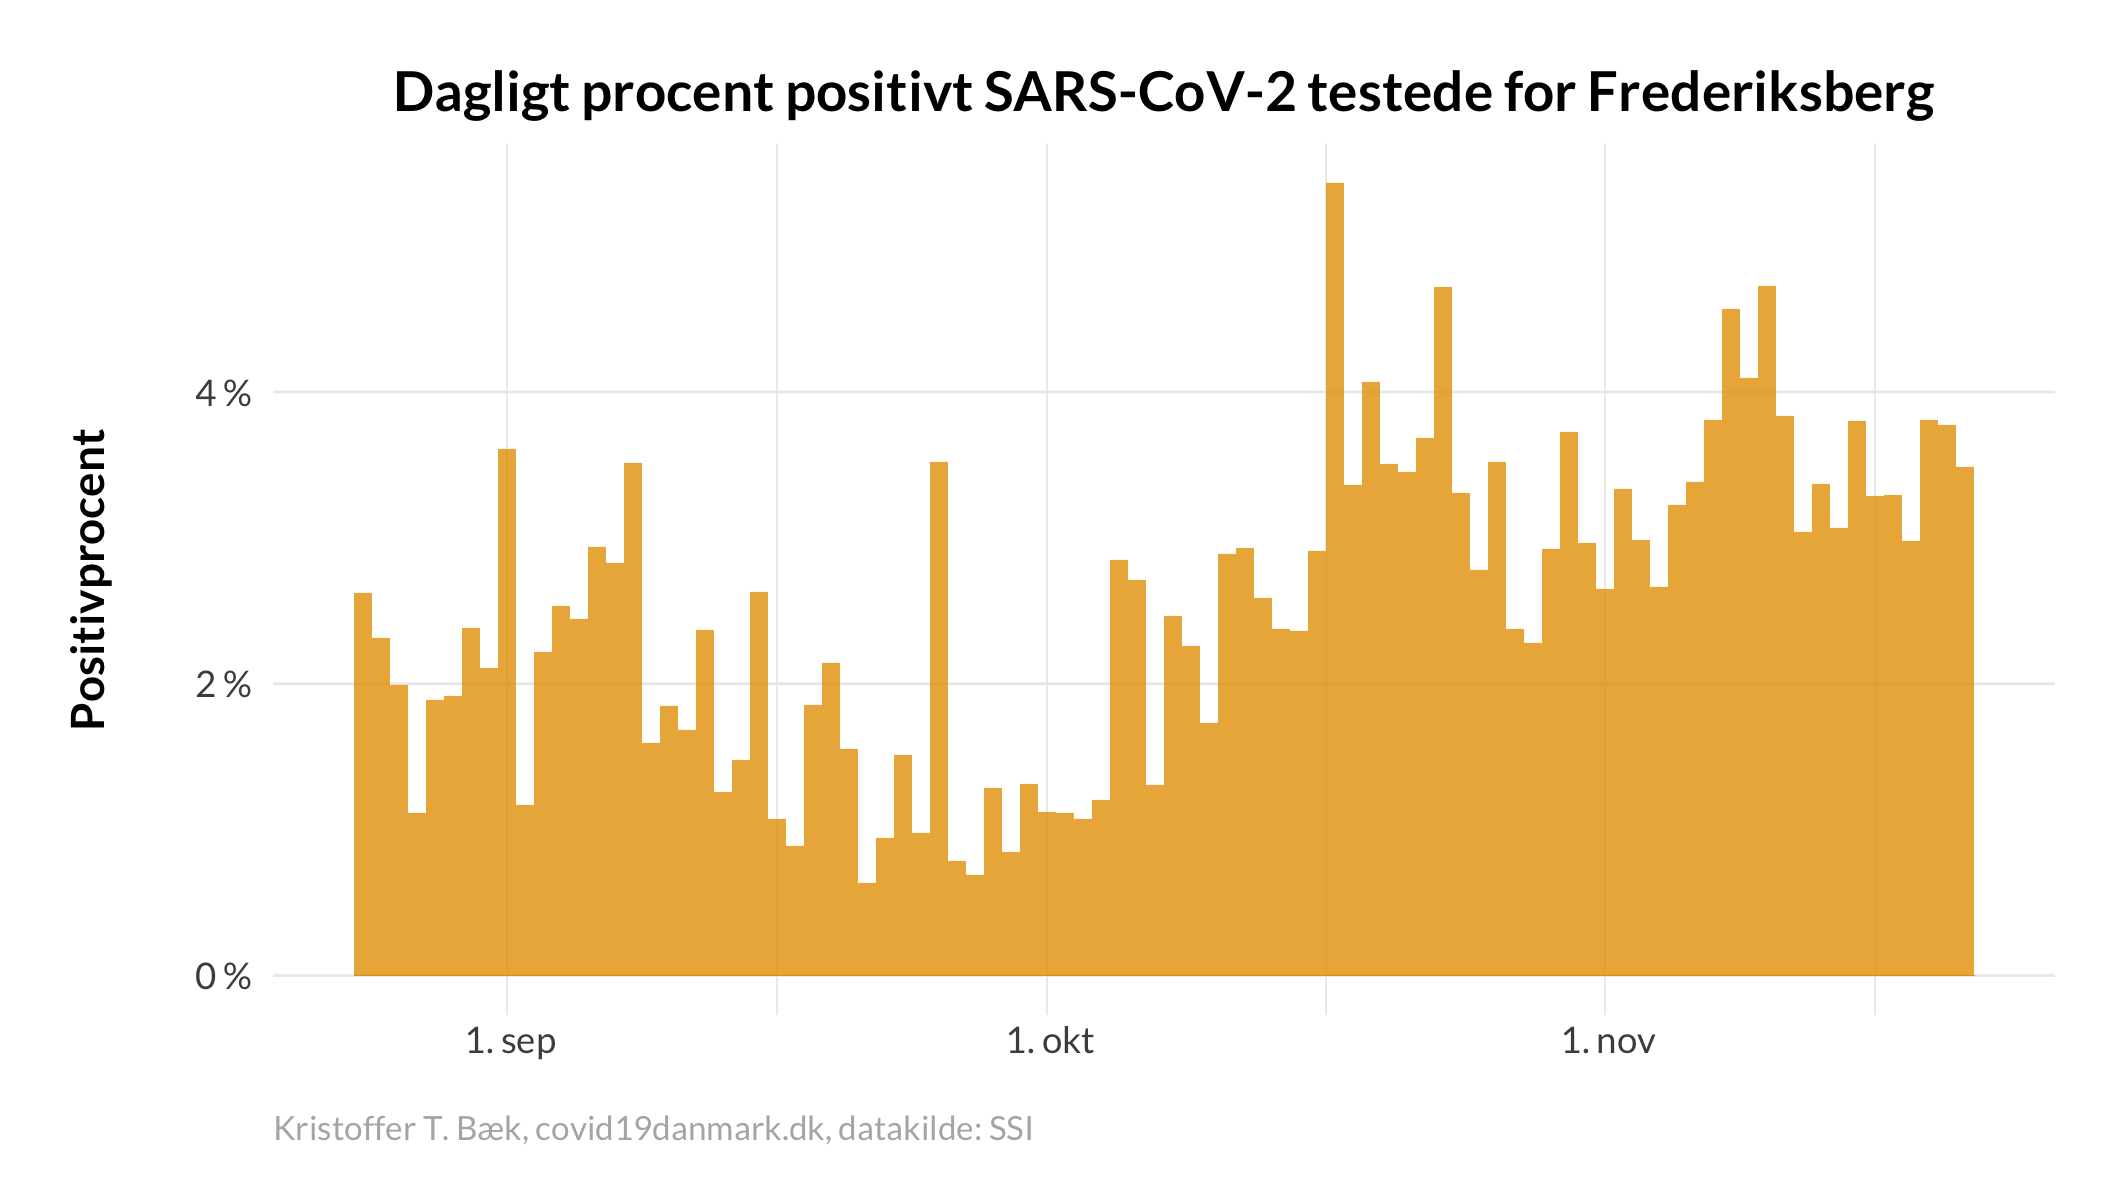 Dagligt procent positivt SARS-CoV-2 testede for Frederiksberg
Positivprocent
4 %
2 %
0 %
1. sep
1. okt
1. nov
Kristoffer T. Bæk, covid19danmark.dk, datakilde: SSI